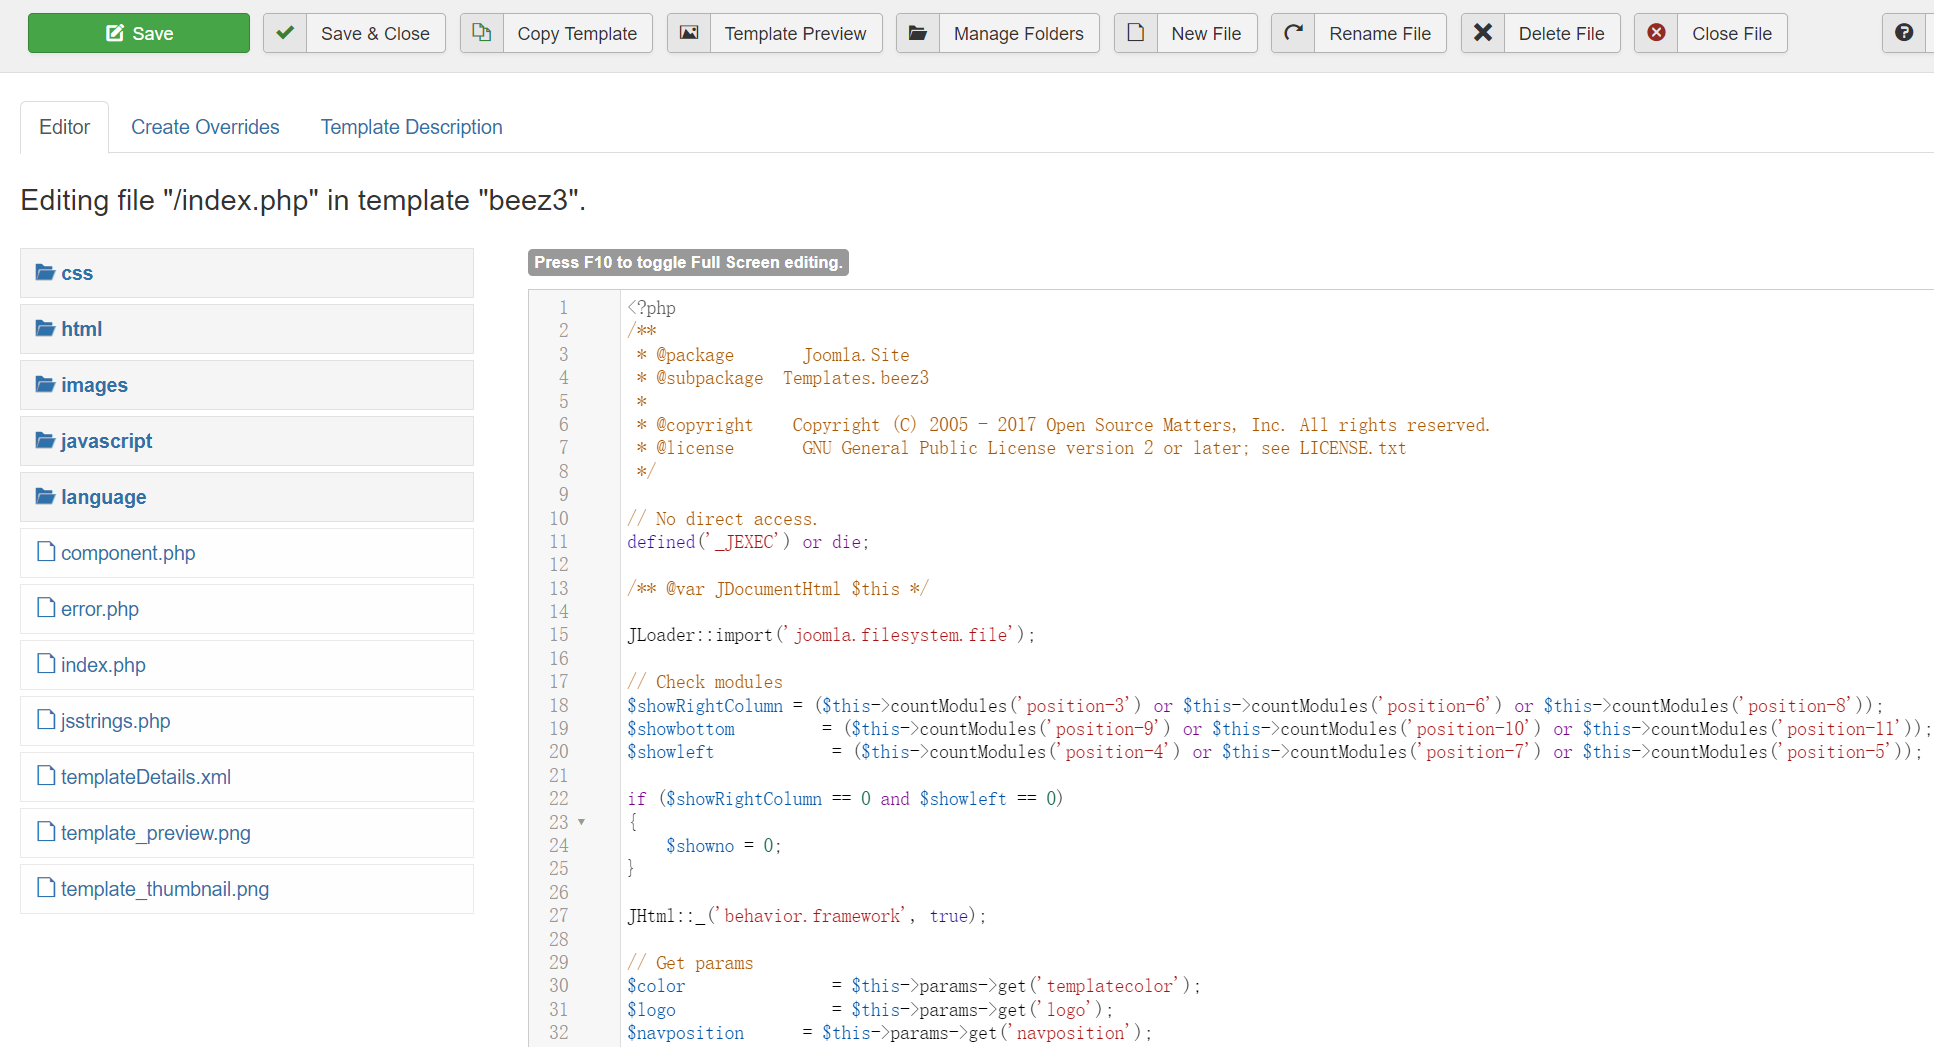 Save
Save & Close
Copy Template
Template Preview
Manage Folders
New File
Rename File
Delete File
Close File
Editor
Create Overrides
Template Description
Editing file "/index.php" in template "beez3".
css
html
images
javascript
language
component.php
error.php
index.php
jsstrings.php
templateDetails.xml
template_preview.png
template_thumbnail.png
Press F10 to toggle Full Screen editing.
1 <?php
2 /**
3  * @package       Joomla.Site
4  * @subpackage  Templates.beez3
5  *
6  * @copyright    Copyright (C) 2005 - 2017 Open Source Matters, Inc. All rights reserved.
7  * @license       GNU General Public License version 2 or later; see LICENSE.txt
8  */
9
10 // No direct access.
11 defined('_JEXEC') or die;
12
13 /** @var JDocumentHtml $this */
14
15 JLoader::import('joomla.filesystem.file');
16
17 // Check modules
18 $showRightColumn = ($this->countModules('position-3') or $this->countModules('position-6') or $this->countModules('position-8'));
19 $showbottom         = ($this->countModules('position-9') or $this->countModules('position-10') or $this->countModules('position-11'));
20 $showleft            = ($this->countModules('position-4') or $this->countModules('position-7') or $this->countModules('position-5'));
21
22 if ($showRightColumn == 0 and $showleft == 0)
23 {
24     $showno = 0;
25 }
26
27 JHtml::_('behavior.framework', true);
28
29 // Get params
30 $color               = $this->params->get('templatecolor');
31 $logo                = $this->params->get('logo');
32 $navposition      = $this->params->get('navposition');